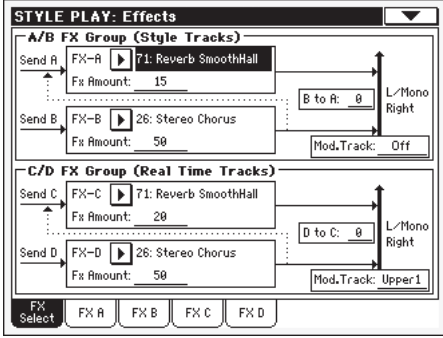 STYLE PLAY: Effects
A/B FX Group (Style Tracks)
Send A FX-A 71: Reverb SmoothHall
Fx Amount: 15
B to A: 0 L/Mono
Right
Send B FX-B 26: Stereo Chorus
Fx Amount: 50
Mod.Track: Off
C/D FX Group (Real Time Tracks)
Send C FX-C 71: Reverb SmoothHall
Fx Amount: 20
D to C: 0 L/Mono
Right
Send D FX-D 26: Stereo Chorus
Fx Amount: 50
Mod.Track: Upper1
FX Select FX A FX B FX C FX D